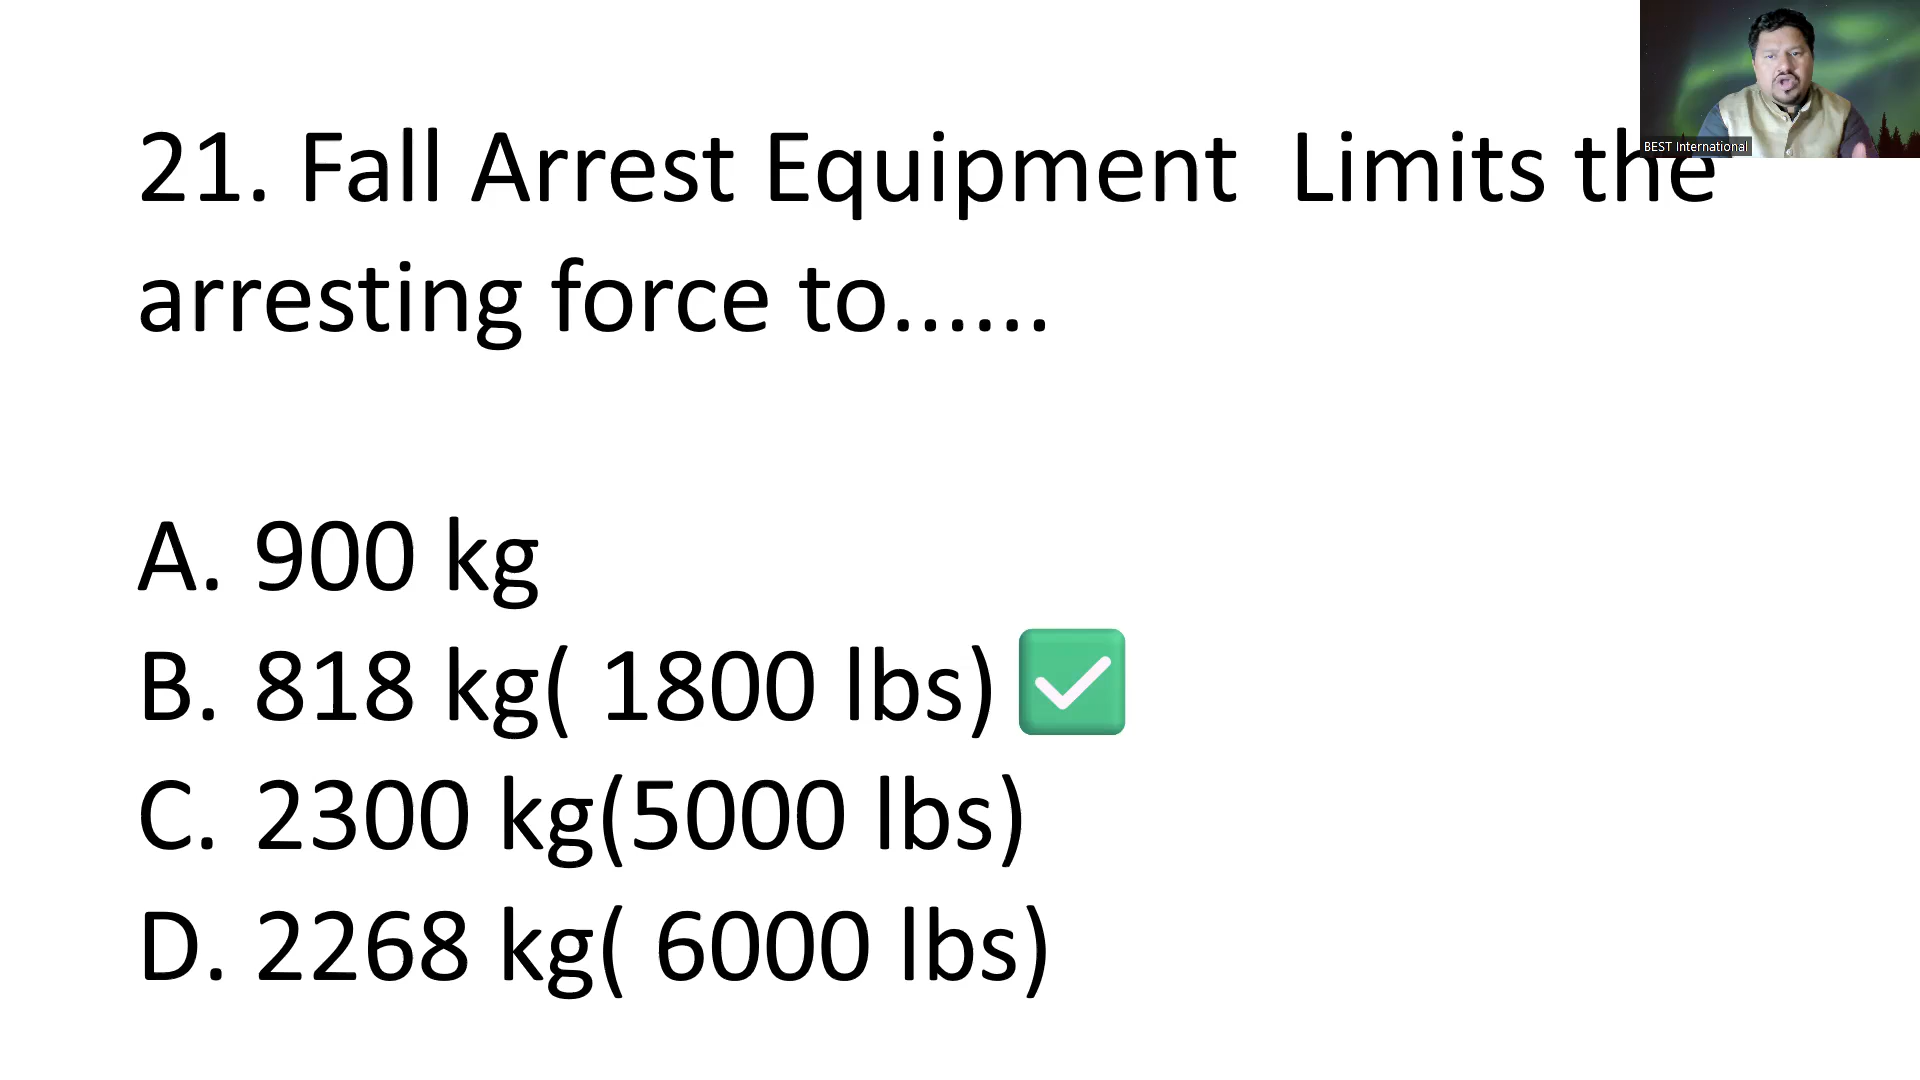 BEST International
21. Fall Arrest Equipment  Limits the
arresting force to......
A. 900 kg
B. 818 kg( 1800 lbs) ✅
C. 2300 kg(5000 lbs)
D. 2268 kg( 6000 lbs)